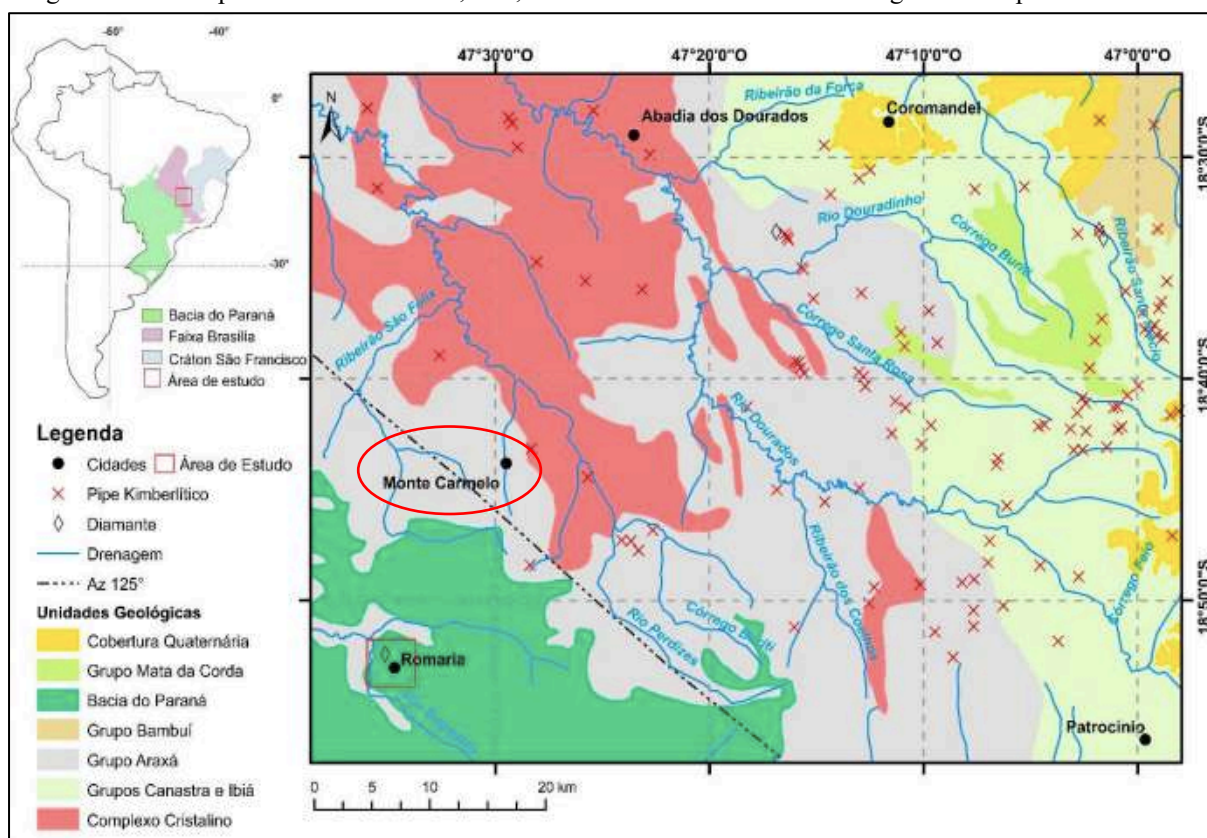 -60°
-40°
0°
-30°
Bacia do Paraná
Faixa Brasília
Cráton São Francisco
Área de estudo
Legenda
Cidades
Área de Estudo
Pipe Kimberlítico
Diamante
Drenagem
Az 125°
Unidades Geológicas
Cobertura Quaternária
Grupo Mata da Corda
Bacia do Paraná
Grupo Bambuí
Grupo Araxá
Grupos Canastra e Ibiá
Complexo Cristalino
47°30'0"O
47°20'0"O
47°10'0"O
47°0'0"O
N
Ribeirão da Forca
Abadia dos Dourados
Coromandel
18°30'0"S
Rio Douradinho
Córrego Buriti
Ribeirão Santo
Ribeirão São Félix
Córrego Santa Rosa
18°40'0"S
Rio Dourados
Monte Carmelo
Ribeirão dos
Córrego Feio
18°50'0"S
Rio Perdizes
Córrego Buriti
Romaria
Patrocínio
0 5 10 20 km